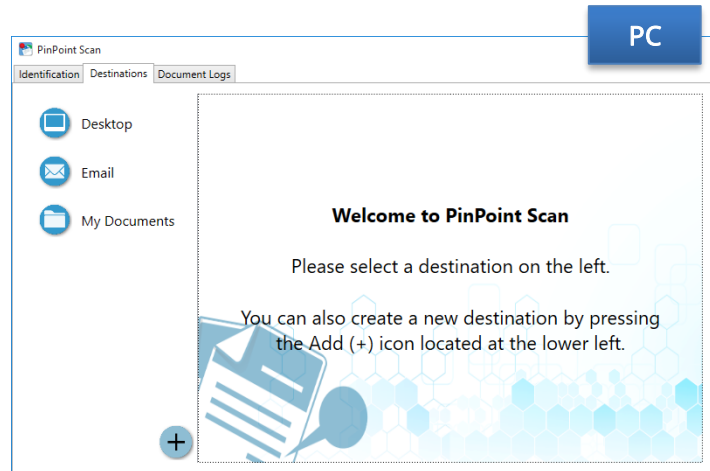 PC
PinPoint Scan
Identification Destinations Document Logs
Desktop
Email
My Documents
Welcome to PinPoint Scan
Please select a destination on the left.
You can also create a new destination by pressing
the Add (+) icon located at the lower left.
+